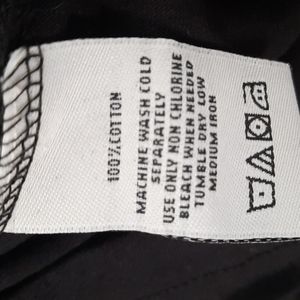 100% COTTON
MACHINE WASH COLD
SEPARATELY
USE ONLY NON CHLORINE
BLEACH WHEN NEEDED
TUMBLE DRY LOW
MEDIUM IRON